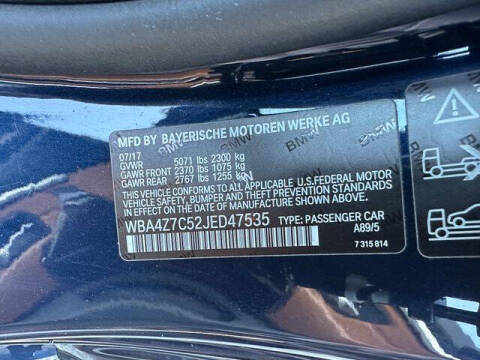 MFD BY BAYERISCHE MOTOREN WERKE AG
07/17
GVWR 5071 lbs 2300 kg
GAWR FRONT 2370 lbs 1075 kg
GAWR REAR 2767 lbs 1255 kg
THIS VEHICLE CONFORMS TO ALL APPLICABLE U.S.FEDERAL MOTOR
VEHICLE SAFETY, BUMPER, AND THEFT PREVENTION STANDARDS
IN EFFECT ON THE DATE OF MANUFACTURE SHOWN ABOVE.
WBA4Z7C52JED47535 TYPE: PASSENGER CAR
A89/5
7 315 814